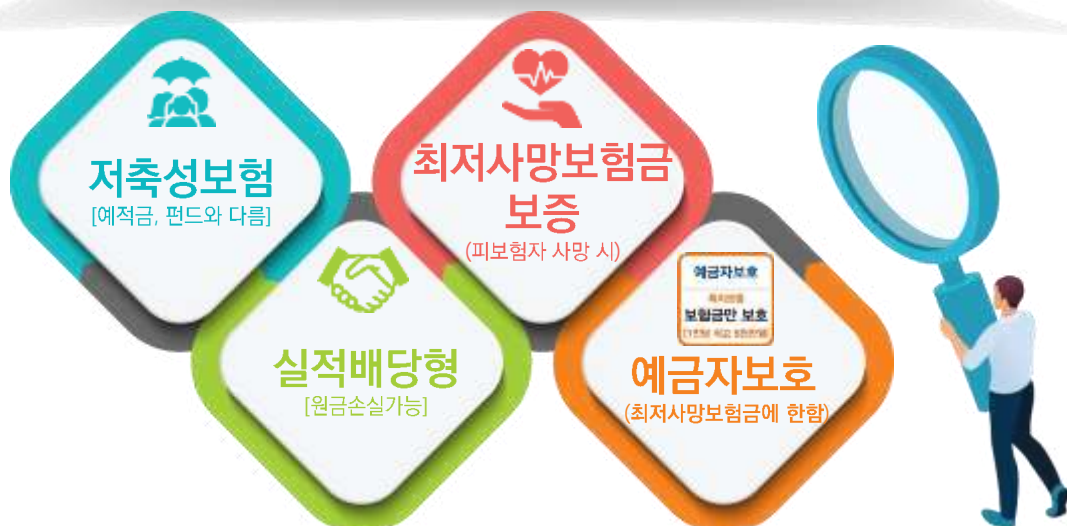 저축성보험
[예적금, 펀드와 다름]
최저사망보험금
보증
(피보험자 사망 시)
실적배당형
[원금손실가능]
예금자보호
보험금만 보호
예금자보호
(최저사망보험금에 한함)